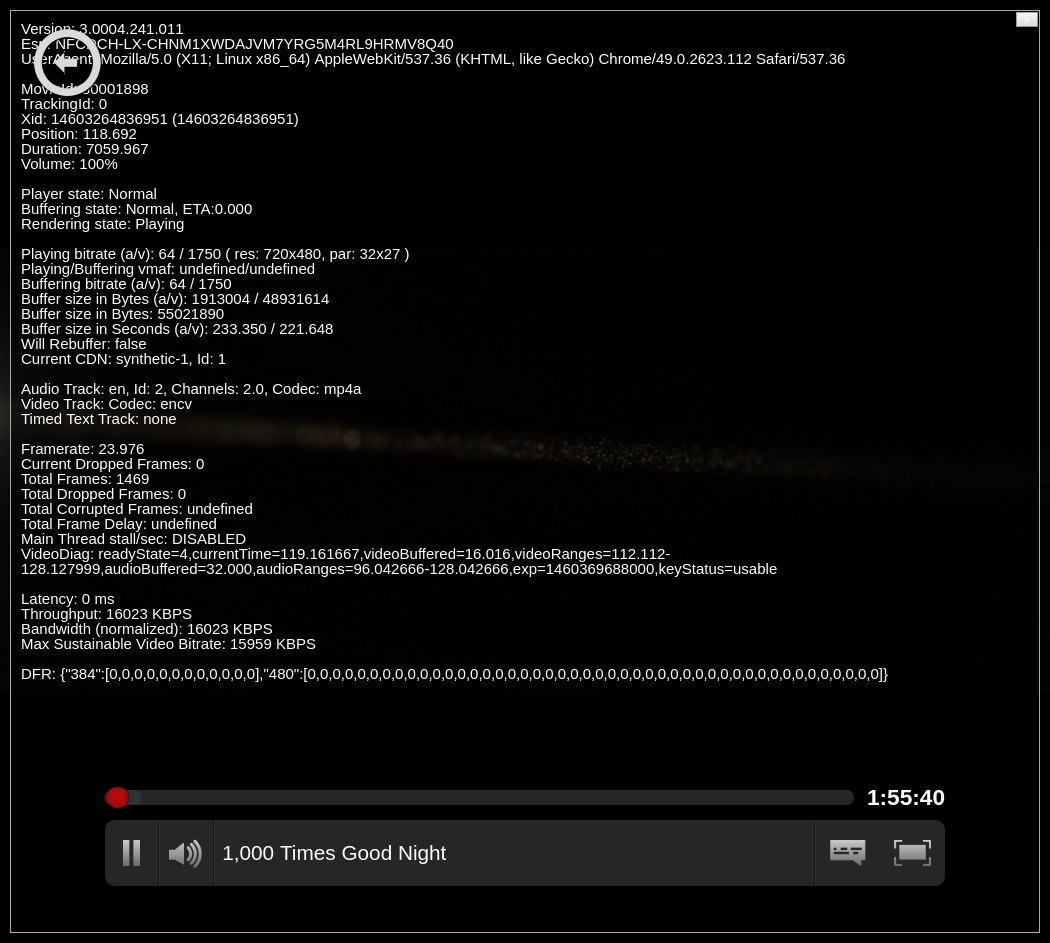 Version: 3.0004.241.011
Esn: NFCDCH-LX-CHNM1XWDAJVM7YRG5M4RL9HRMV8Q40
UserAgent: Mozilla/5.0 (X11; Linux x86_64) AppleWebKit/537.36 (KHTML, like Gecko) Chrome/49.0.2623.112 Safari/537.36
MovieId: 80001898
TrackingId: 0
Xid: 14603264836951 (14603264836951)
Position: 118.692
Duration: 7059.967
Volume: 100%
Player state: Normal
Buffering state: Normal, ETA:0.000
Rendering state: Playing
Playing bitrate (a/v): 64 / 1750 ( res: 720x480, par: 32x27 )
Playing/Buffering vmaf: undefined/undefined
Buffering bitrate (a/v): 64 / 1750
Buffer size in Bytes (a/v): 1913004 / 48931614
Buffer size in Bytes: 55021890
Buffer size in Seconds (a/v): 233.350 / 221.648
Will Rebuffer: false
Current CDN: synthetic-1, Id: 1
Audio Track: en, Id: 2, Channels: 2.0, Codec: mp4a
Video Track: Codec: encv
Timed Text Track: none
Framerate: 23.976
Current Dropped Frames: 0
Total Frames: 1469
Total Dropped Frames: 0
Total Corrupted Frames: undefined
Total Frame Delay: undefined
Main Thread stall/sec: DISABLED
VideoDiag: readyState=4,currentTime=119.161667,videoBuffered=16.016,videoRanges=112.112-
128.127999,audioBuffered=32.000,audioRanges=96.042666-128.042666,exp=1460369688000,keyStatus=usable
Latency: 0 ms
Throughput: 16023 KBPS
Bandwidth (normalized): 16023 KBPS
Max Sustainable Video Bitrate: 15959 KBPS
DFR: {"384":[0,0,0,0,0,0,0,0,0,0,0,0],"480":[0,0,0,0,0,0,0,0,0,0,0,0,0,0,0,0,0,0,0,0,0,0,0,0,0,0,0,0,0,0,0,0,0,0,0,0,0,0,0,0,0,0,0,0,0,0]}
1:55:40
1,000 Times Good Night